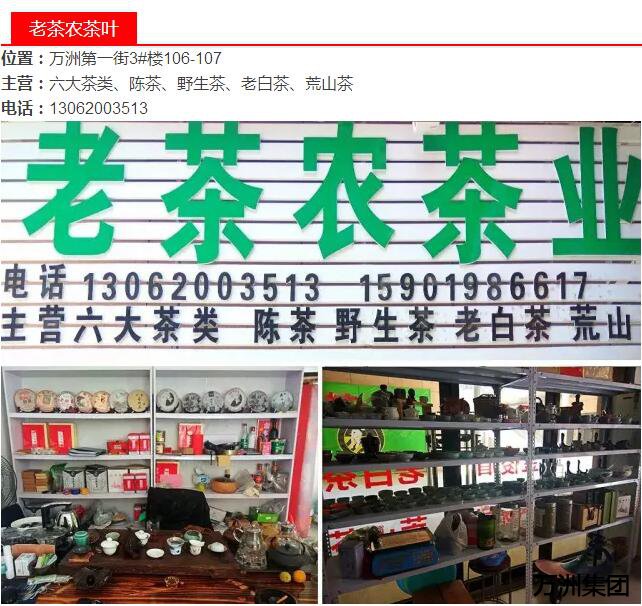 老茶农茶叶
位置：万洲第一街3#楼106-107
主营：六大茶类、陈茶、野生茶、老白茶、荒山茶
电话：13062003513
老茶农茶业
电话 13062003513 15901986617
主营六大茶类 陈茶 野生茶 老白茶 荒山
老白茶
万洲集团